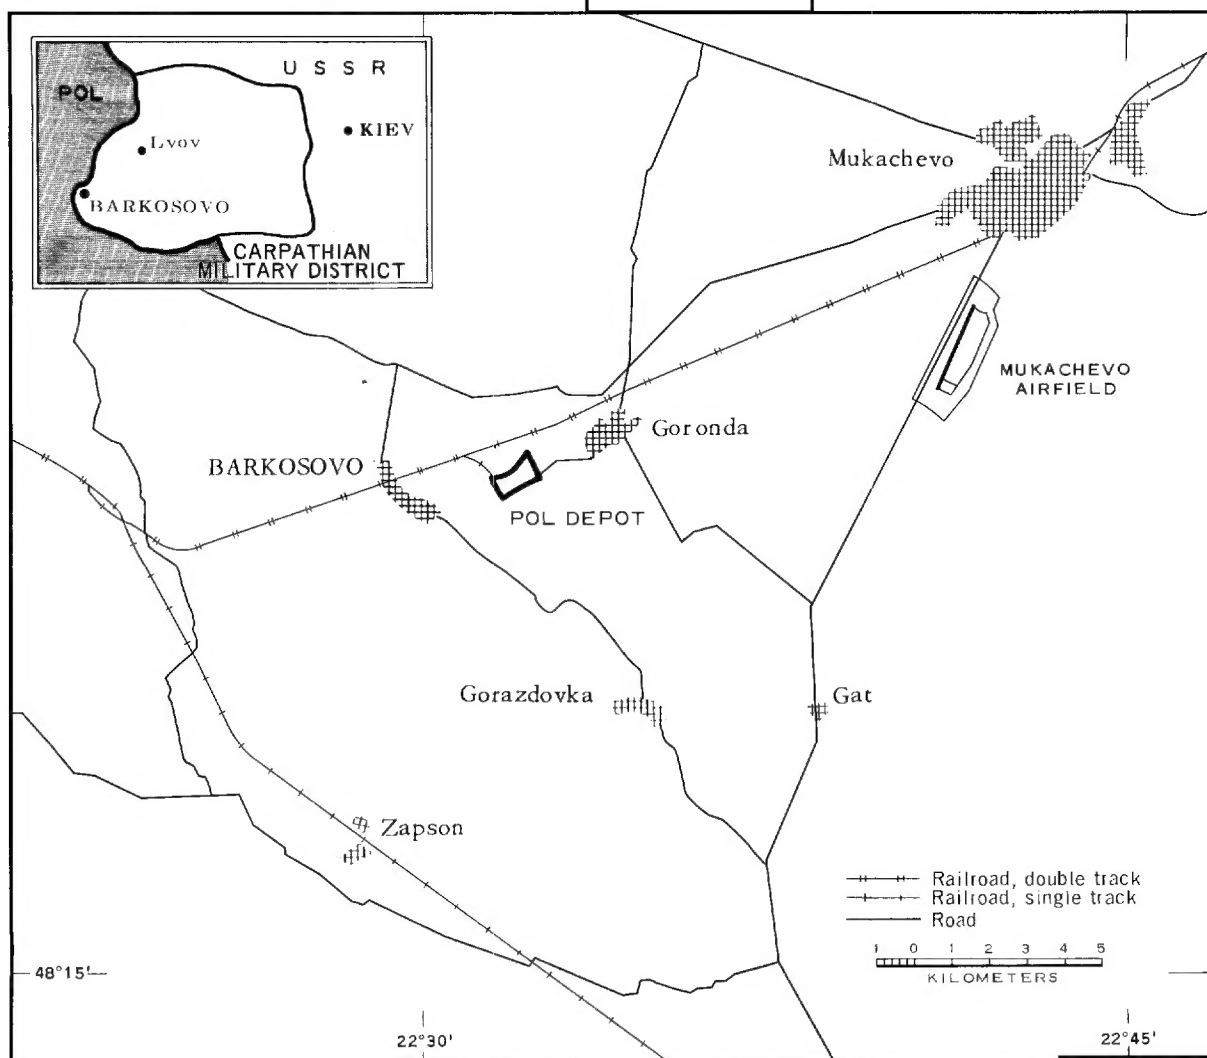 U S S R
POL
KIEV
Lvov
BARKOSOVO
CARPATHIAN
MILITARY DISTRICT
Mukachevo
MUKACHEVO
AIRFIELD
Goronda
BARKOSOVO
POL DEPOT
Gorazdovka
Gat
Zapson
Railroad, double track
Railroad, single track
Road
1 0 1 2 3 4 5
KILOMETERS
48°15'
22°30'
22°45'